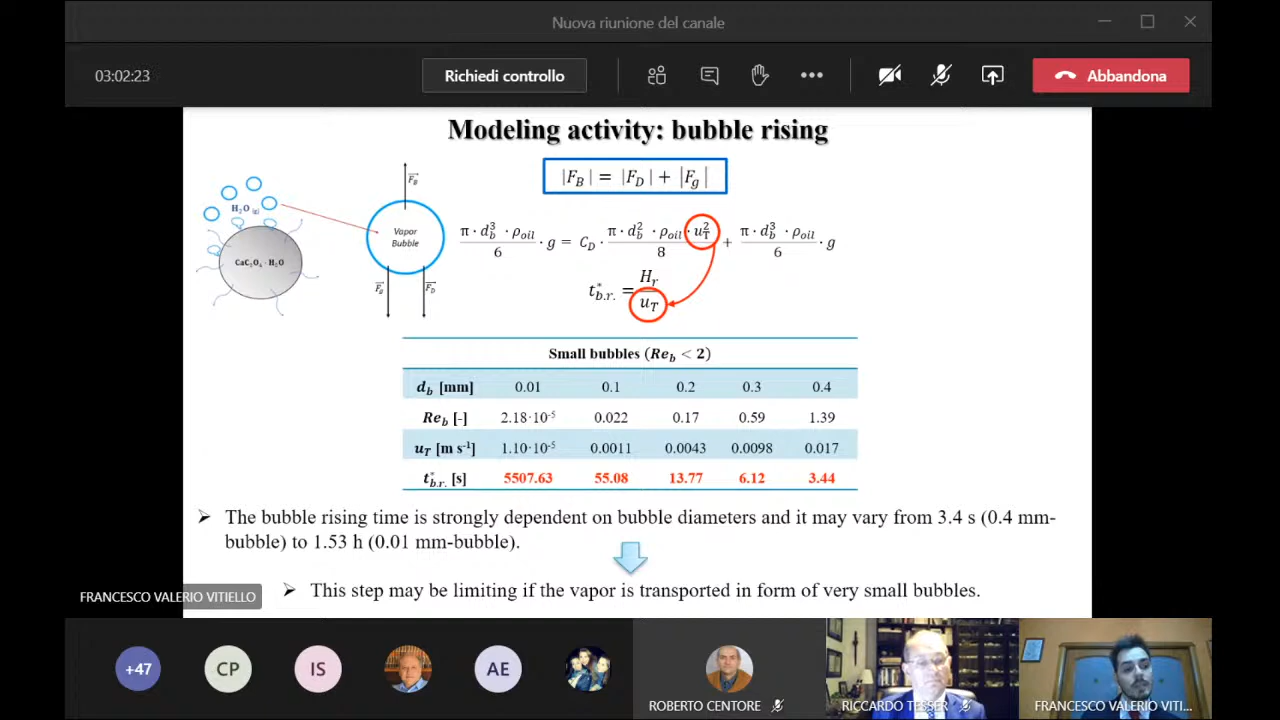 Nuova riunione del canale
03:02:23
Richiedi controllo
Abbandona
Modeling activity: bubble rising
|F_B| = |F_D| + |F_g|
H₂O (g)
CaC₂O₄ · H₂O
F_B
Vapor
Bubble
F_g
F_D
π · d_b³ · ρ_oil / 6 · g = C_D · π · d_b² · ρ_oil · u_T² / 8 + π · d_b³ · ρ_oil / 6 · g
t*_b.r. = H_r / u_T
Small bubbles (Re_b < 2)
d_b [mm] 0.01 0.1 0.2 0.3 0.4
Re_b [-] 2.18·10⁻⁵ 0.022 0.17 0.59 1.39
u_T [m s⁻¹] 1.10·10⁻⁵ 0.0011 0.0043 0.0098 0.017
t*_b.r. [s] 5507.63 55.08 13.77 6.12 3.44
➢ The bubble rising time is strongly dependent on bubble diameters and it may vary from 3.4 s (0.4 mm-
bubble) to 1.53 h (0.01 mm-bubble).
➢ This step may be limiting if the vapor is transported in form of very small bubbles.
FRANCESCO VALERIO VITIELLO
+47
CP
IS
AE
ROBERTO CENTORE
RICCARDO TESSER
FRANCESCO VALERIO VITI...